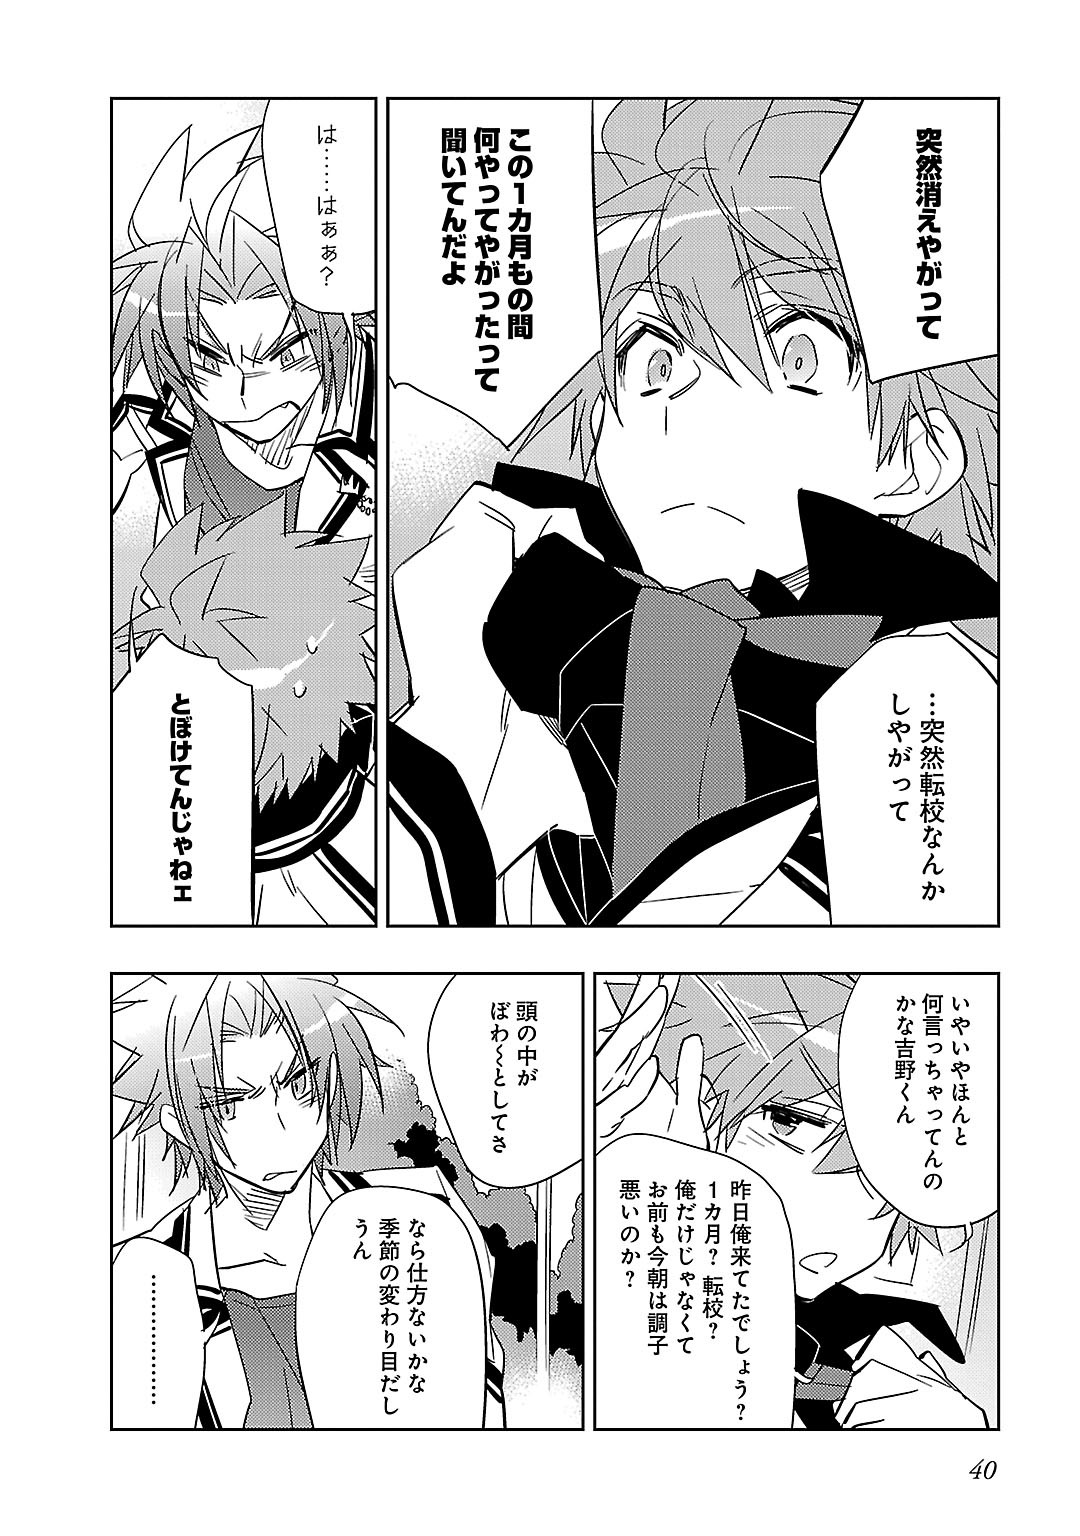 突然消えやがって
この1カ月もの間
何やってやがったって
聞いてんだよ
…突然転校なんか
しやがって
は……はぁぁ？
とぼけてんじゃねェ
いやいやほんと
何言っちゃってんの
かな吉野くん
昨日俺来てたでしょう？
1カ月？転校？
俺だけじゃなくて
お前も今朝は調子
悪いのか？
頭の中が
ぼわ～としてさ
なら仕方ないかな
季節の変わり目だし
うん
……………
40